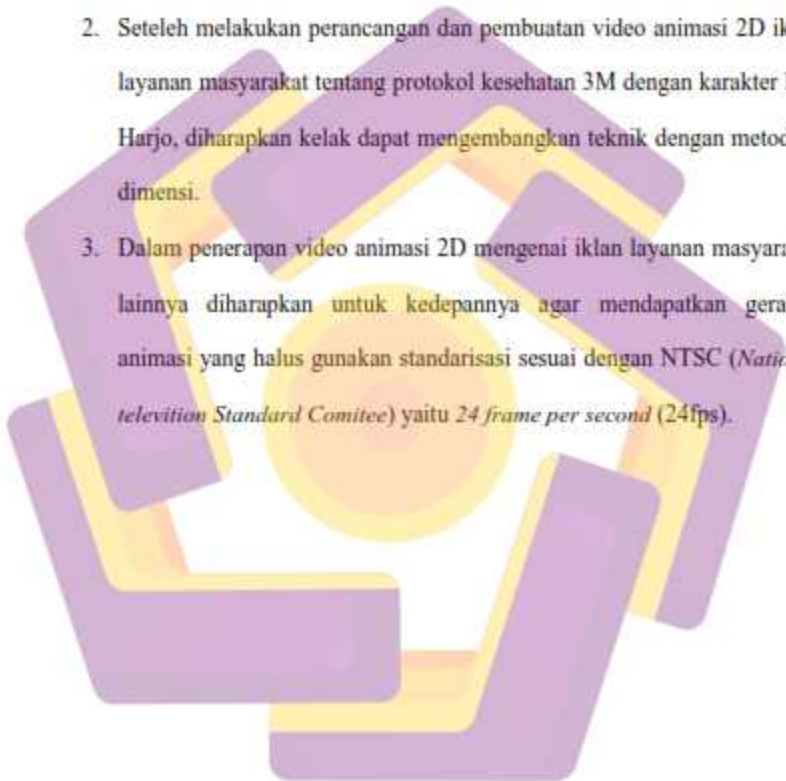 2. Seteleh melakukan perancangan dan pembuatan video animasi 2D
layanan masyarakat tentang protokol kesehatan 3M dengan karakter
Harjo, diharapkan kelak dapat mengembangkan teknik dengan
dimensi.
3. Dalam penerapan video animasi 2D mengenai iklan layanan
lainnya diharapkan untuk kedepannya agar mendapatkan
animasi yang halus gunakan standarisasi sesuai dengan NTSC (
televition Standard Comitee) yaitu 24 frame per second (24fps).